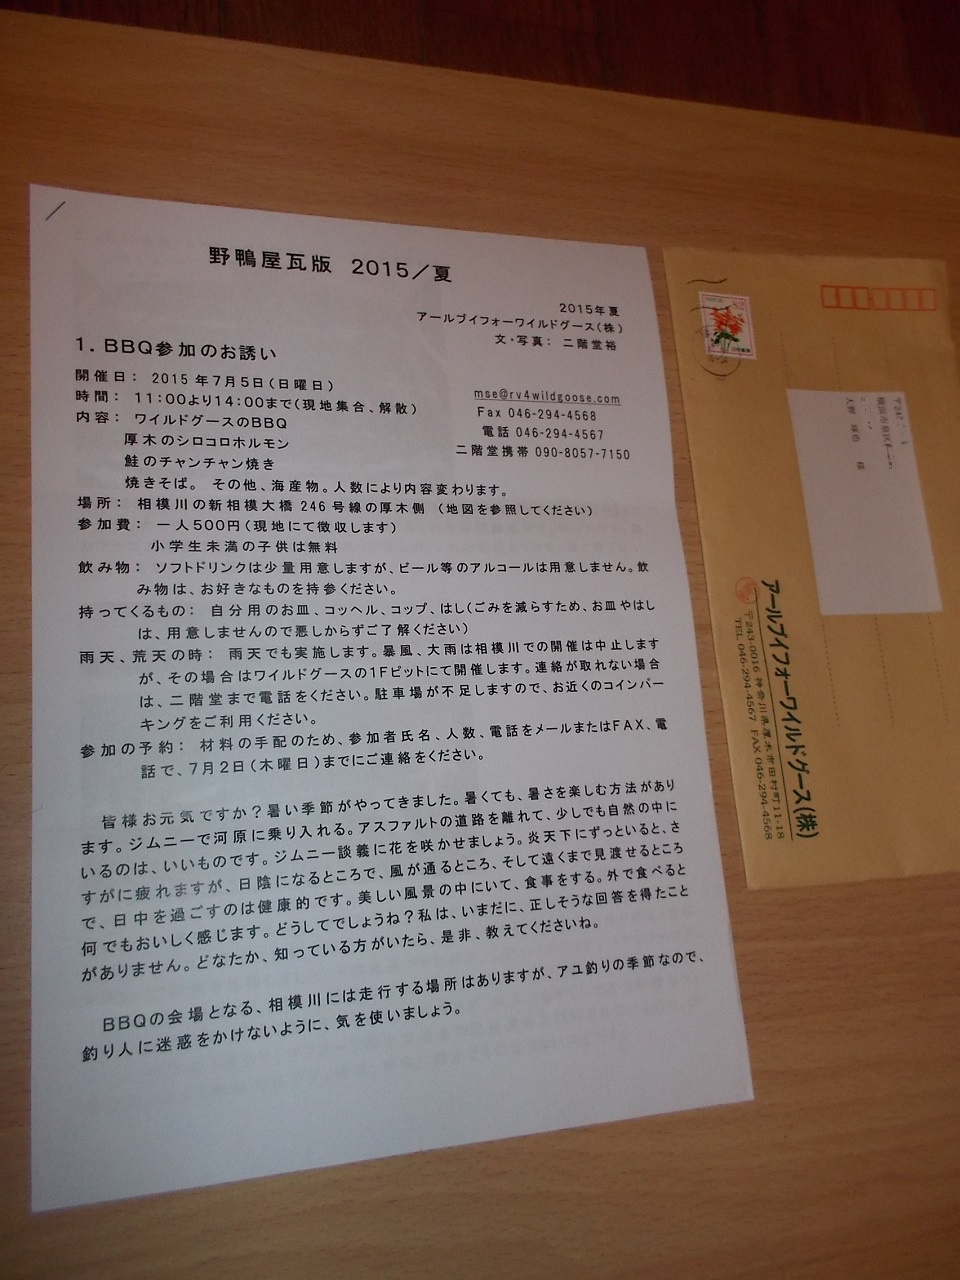 野鴨屋瓦版 2015／夏
2015年夏
アールブイフォーワイルドグース(株)
文・写真： 二階堂裕
1．BBQ参加のお誘い
開催日： 2015 年7月5日(日曜日)
時間： 11:00より14:00まで(現地集合、解散)
内容： ワイルドグースのBBQ
厚木のシロコロホルモン
鮭のチャンチャン焼き
焼きそば。 その他、海産物。人数により内容変わります。
mse@rv4wildgoose.com
Fax 046-294-4568
電話 046-294-4567
二階堂携帯 090-8057-7150
場所： 相模川の新相模大橋 246 号線の厚木側 （地図を参照してください）
参加費： 一人500円(現地にて徴収します)
小学生未満の子供は無料
飲み物： ソフトドリンクは少量用意しますが、ビール等のアルコールは用意しません。飲
み物は、お好きなものを持参ください。
持ってくるもの： 自分用のお皿、コッヘル、コップ、はし(ごみを減らすため、お皿やはし
は、用意しませんので悪しからずご了解ください)
雨天、荒天の時： 雨天でも実施します。暴風、大雨は相模川での開催は中止します
が、その場合はワイルドグースの1Fピットにて開催します。連絡が取れない場合
は、二階堂まで電話をください。駐車場が不足しますので、お近くのコインパー
キングをご利用ください。
参加の予約： 材料の手配のため、参加者氏名、人数、電話をメールまたはFAX、電
話で、7月2日(木曜日)までにご連絡をください。
皆様お元気ですか？暑い季節がやってきました。暑くても、暑さを楽しむ方法があり
ます。ジムニーで河原に乗り入れる。アスファルトの道路を離れて、少しでも自然の中に
いるのは、いいものです。ジムニー談義に花を咲かせましょう。炎天下にずっといると、さ
すがに疲れますが、日陰になるところで、風が通るところ、そして遠くまで見渡せるところ
で、日中を過ごすのは健康的です。美しい風景の中にいて、食事をする。外で食べると
何でもおいしく感じます。どうしてでしょうね？私は、いまだに、正しそうな回答を得たこと
がありません。どなたか、知っている方がいたら、是非、教えてくださいね。
BBQの会場となる、相模川には走行する場所はありますが、アユ釣りの季節なので、
釣り人に迷惑をかけないように、気を使いましょう。
様
アールブイフォーワイルドグース(株)
〒243-0016 神奈川県厚木市田村町11-18
TEL 046-294-4567 FAX 046-294-4568